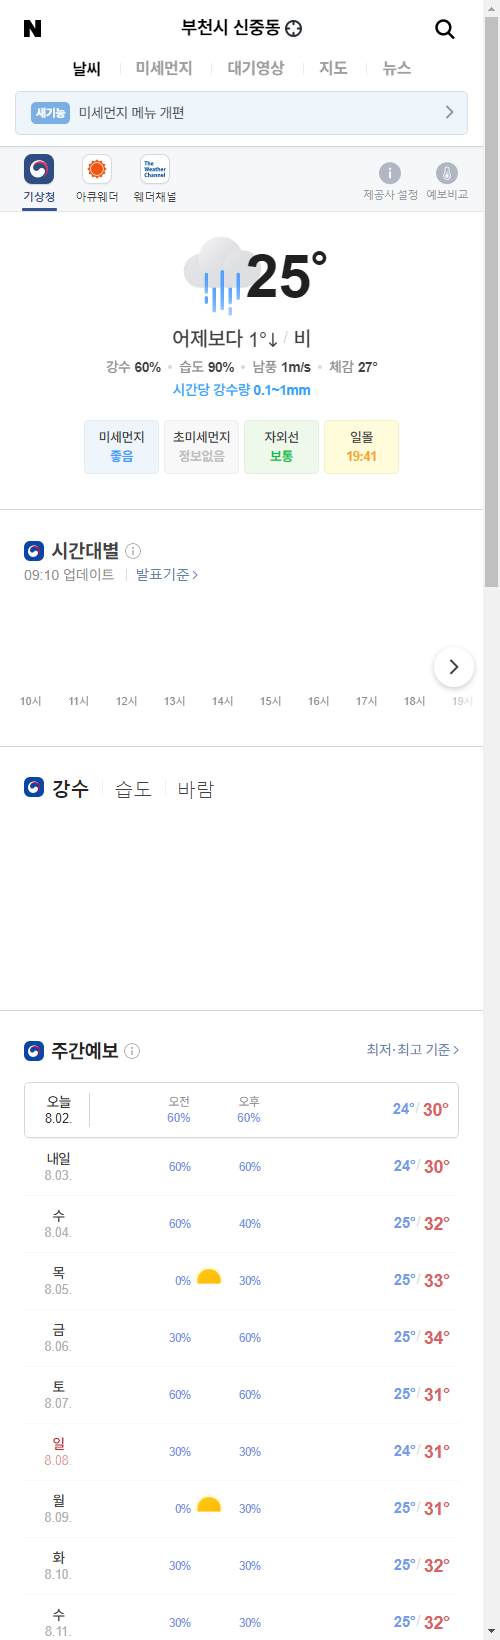 N 부천시 신중동
날씨 미세먼지 대기영상 지도 뉴스
새기능 미세먼지 메뉴 개편
The Weather Channel
기상청 아큐웨더 웨더채널 제공사 설정 예보비교
25°
어제보다 1°↓ / 비
강수 60% 습도 90% 남풍 1m/s 체감 27°
시간당 강수량 0.1~1mm
미세먼지 초미세먼지 자외선 일몰
좋음 정보없음 보통 19:41
시간대별
09:10 업데이트 발표기준
10시 11시 12시 13시 14시 15시 16시 17시 18시 19시
강수 습도 바람
주간예보 최저·최고 기준
오늘 오전 오후
8.02. 60% 60% 24°/ 30°
내일
8.03. 60% 60% 24°/ 30°
수
8.04. 60% 40% 25°/ 32°
목
8.05. 0% 30% 25°/ 33°
금
8.06. 30% 60% 25°/ 34°
토
8.07. 60% 60% 25°/ 31°
일
8.08. 30% 30% 24°/ 31°
월
8.09. 0% 30% 25°/ 31°
화
8.10. 30% 30% 25°/ 32°
수
8.11. 30% 30% 25°/ 32°